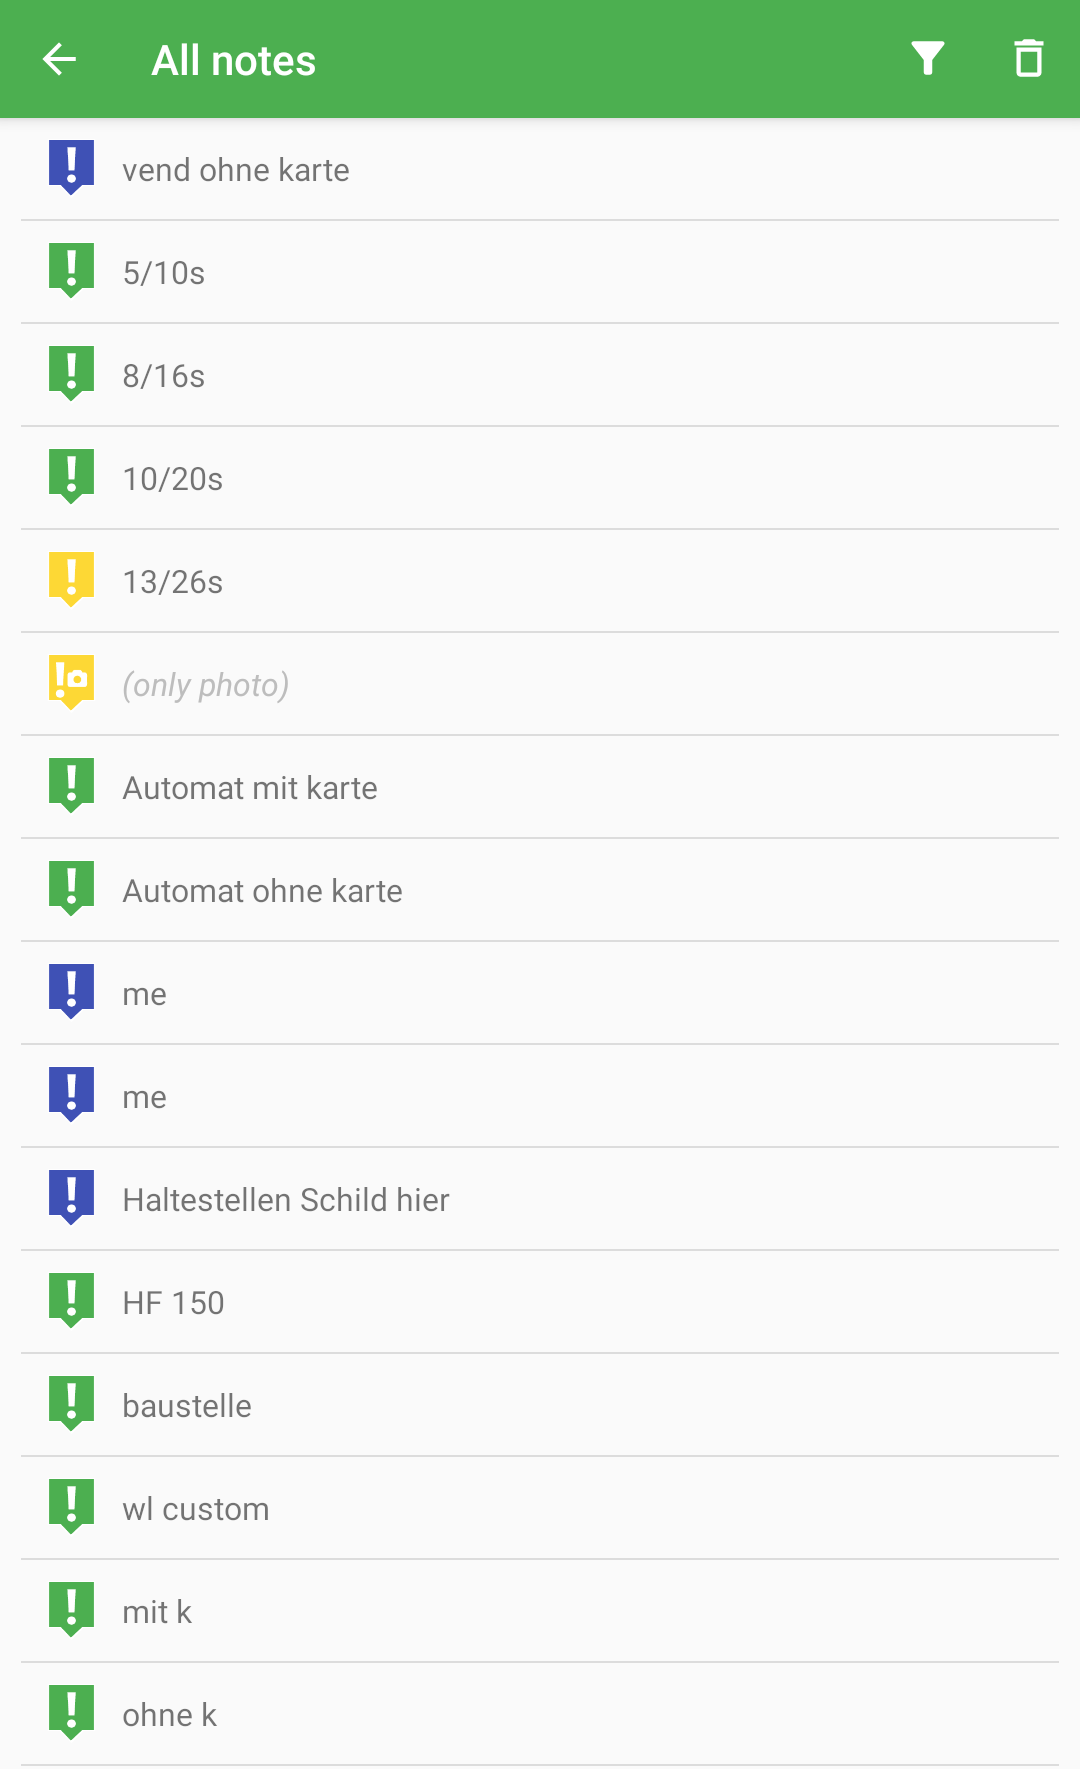 All notes
vend ohne karte
5/10s
8/16s
10/20s
13/26s
(only photo)
Automat mit karte
Automat ohne karte
me
me
Haltestellen Schild hier
HF 150
baustelle
wl custom
mit k
ohne k